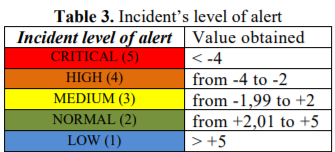 Table 3. Incident's level of alert
Incident level of alert Value obtained
CRITICAL (5) < -4
HIGH (4) from -4 to -2
MEDIUM (3) from -1,99 to +2
NORMAL (2) from +2,01 to +5
LOW (1) > +5